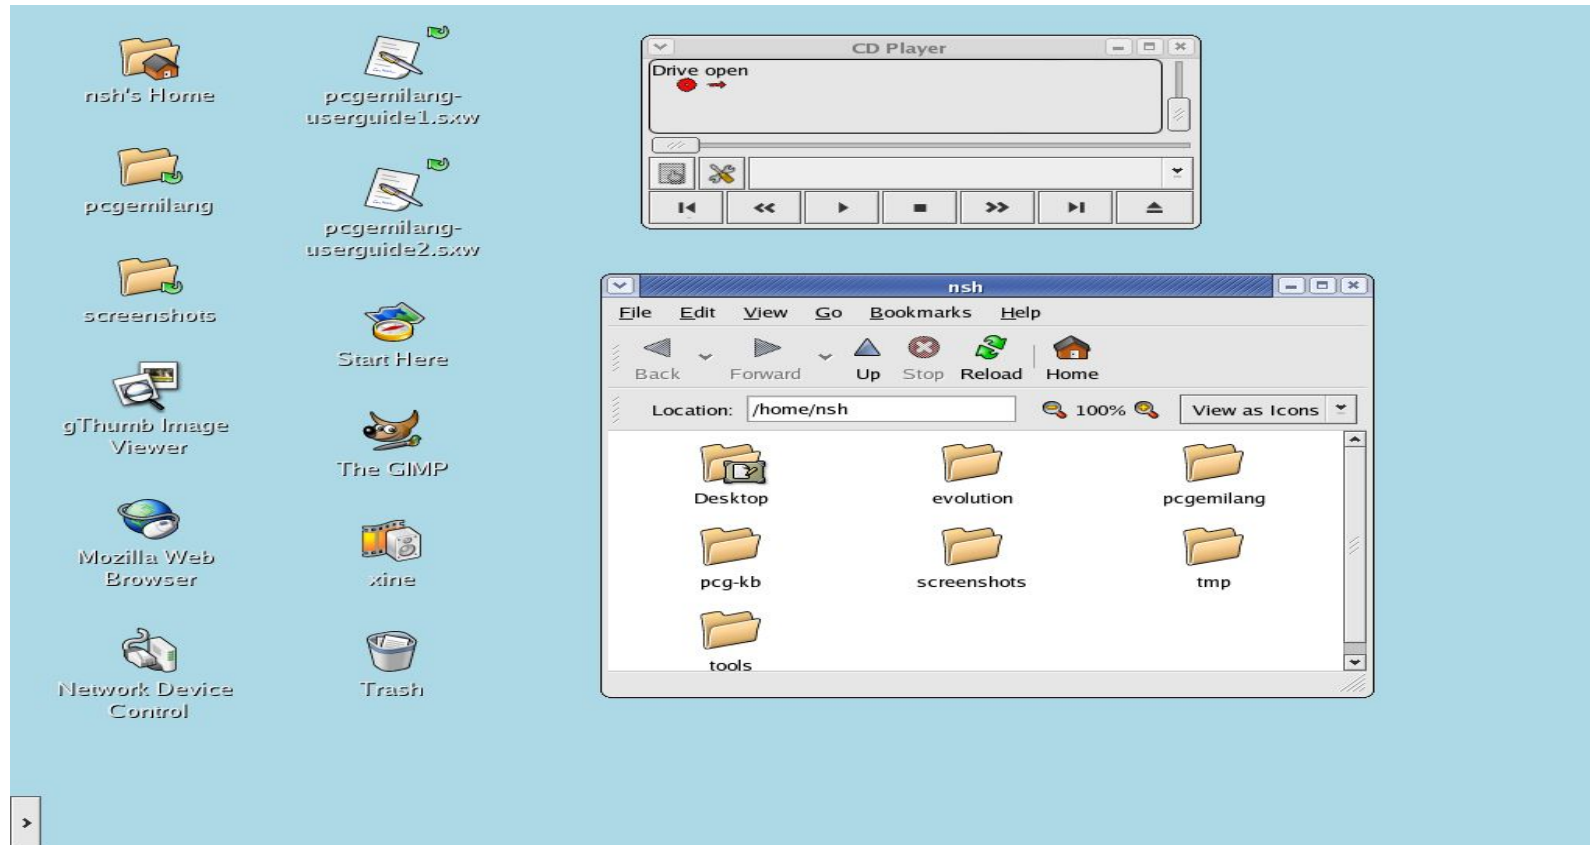 nsh's Home
pcgemilang
screenshots
gThumb Image
Viewer
Mozilla Web
Browser
Network Device
Control
pcgemilang-
userguide1.sxw
pcgemilang-
userguide2.sxw
Start Here
The GIMP
xine
Trash
CD Player
Drive open
nsh
File Edit View Go Bookmarks Help
Back Forward Up Stop Reload Home
Location: /home/nsh 100% View as Icons
Desktop evolution pcgemilang
pcg-kb screenshots tmp
tools